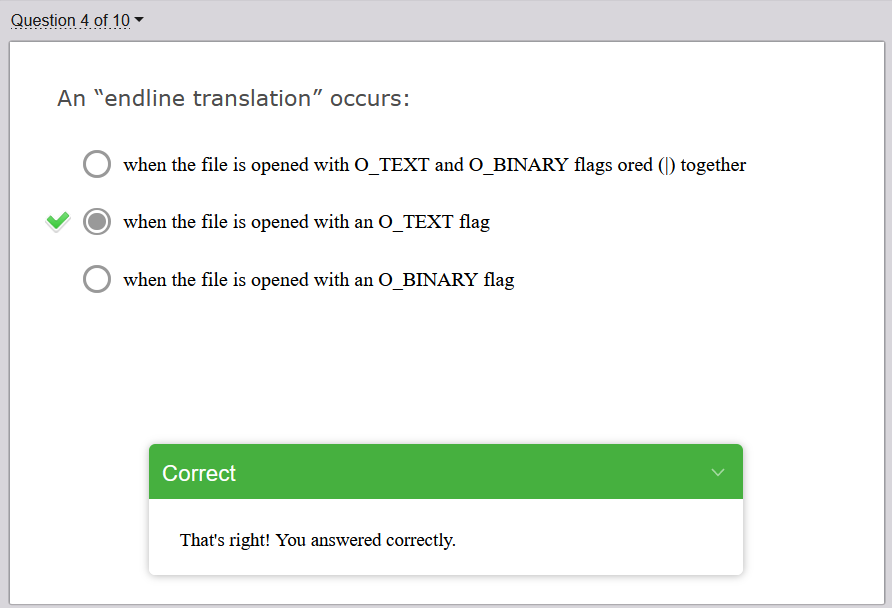 Question 4 of 10
An “endline translation” occurs:
when the file is opened with O_TEXT and O_BINARY flags ored (|) together
when the file is opened with an O_TEXT flag
when the file is opened with an O_BINARY flag
Correct
That's right! You answered correctly.